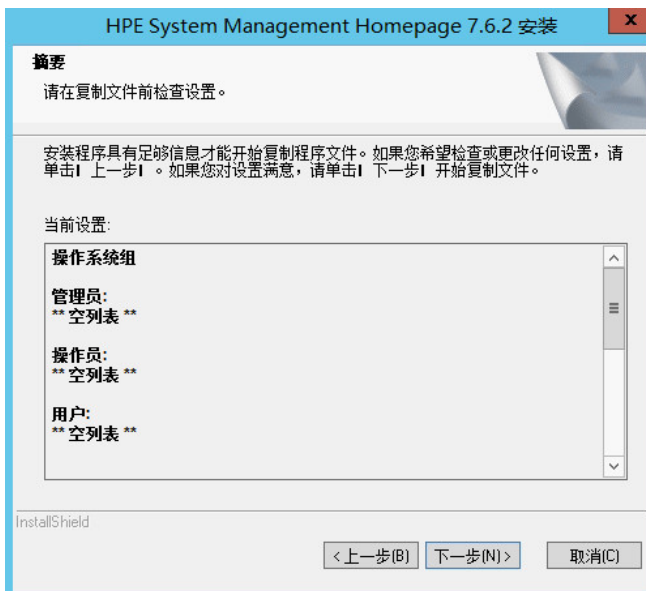 HPE System Management Homepage 7.6.2 安装
x
摘要
请在复制文件前检查设置。
安装程序具有足够信息才能开始复制程序文件。如果您希望检查或更改任何设置，请
单击I 上一步I 。如果您对设置满意，请单击I 下一步I 开始复制文件。
当前设置:
操作系统组
管理员:
** 空列表 **
操作员:
** 空列表 **
用户:
** 空列表 **
InstallShield
<上一步(B) 下一步(N)> 取消(C)